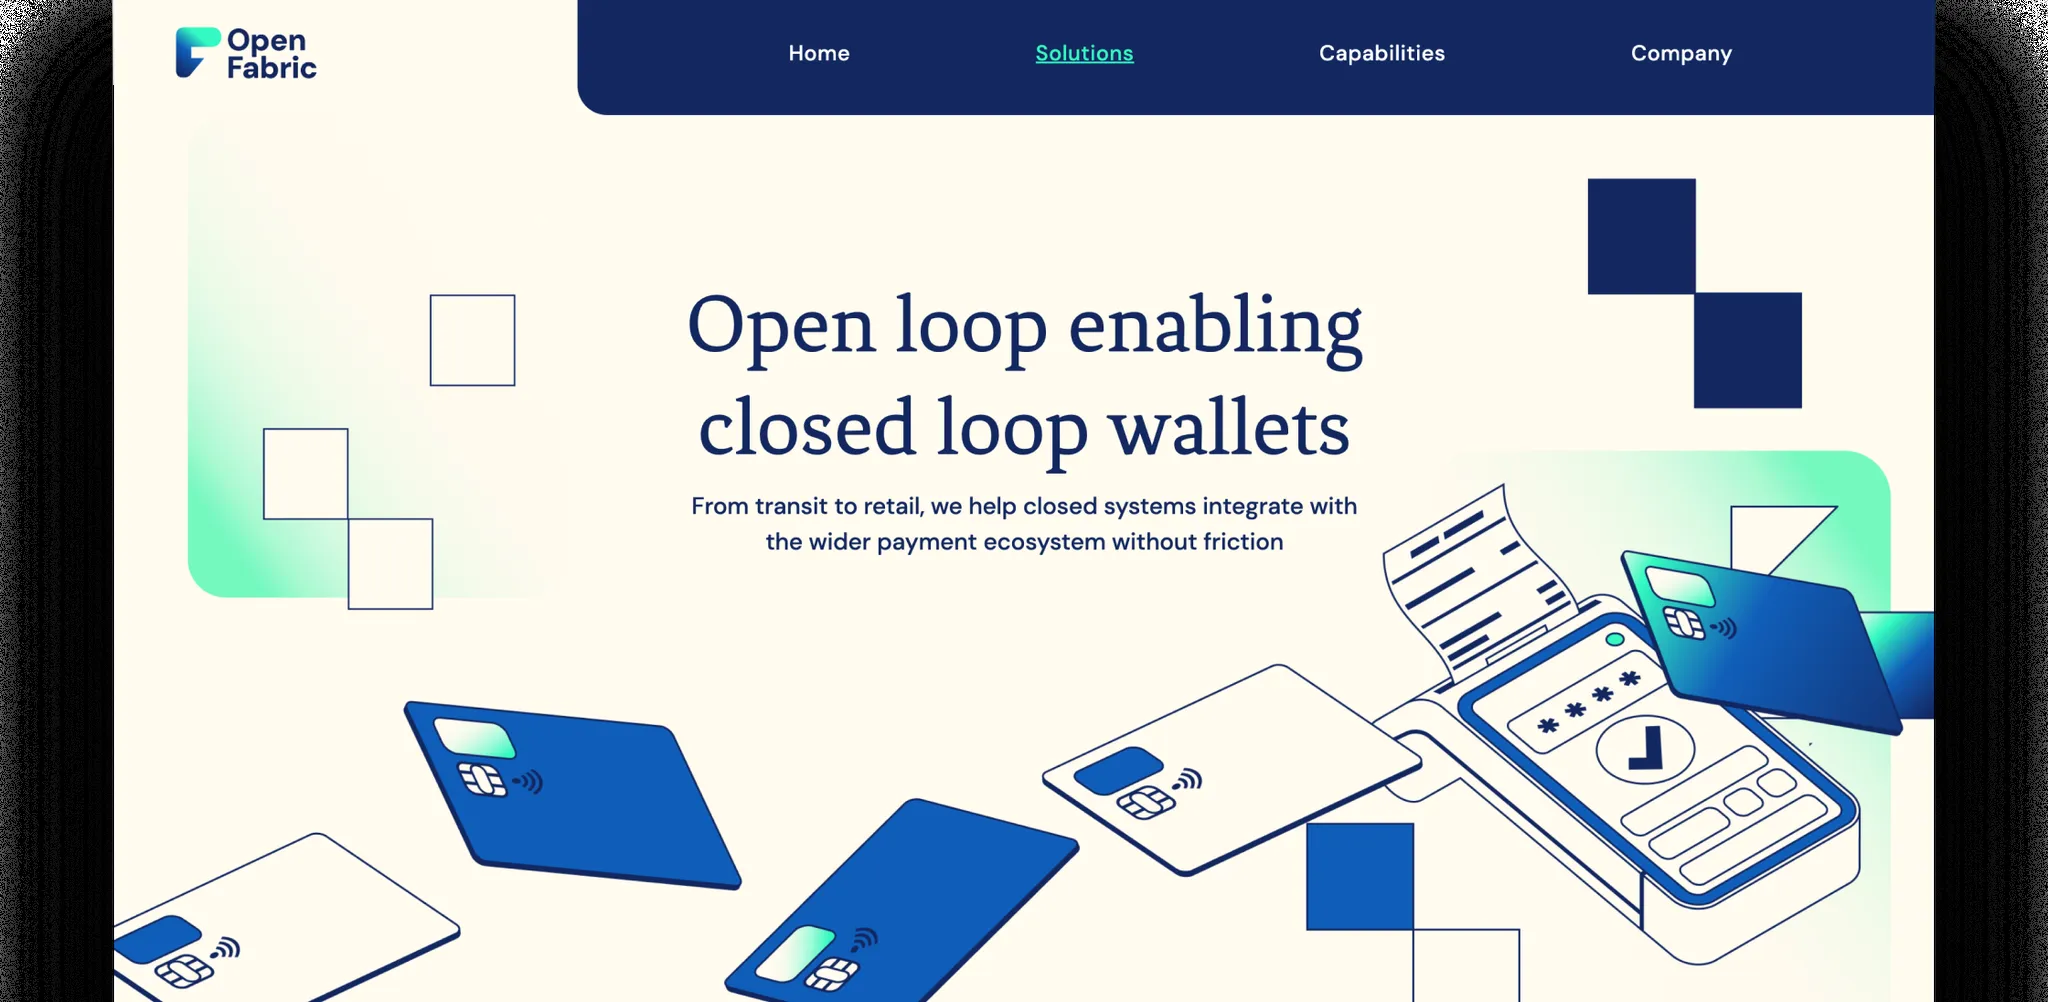 Open
Fabric
Home
Solutions
Capabilities
Company
Open loop enabling
closed loop wallets
From transit to retail, we help closed systems integrate with
the wider payment ecosystem without friction
* * * *